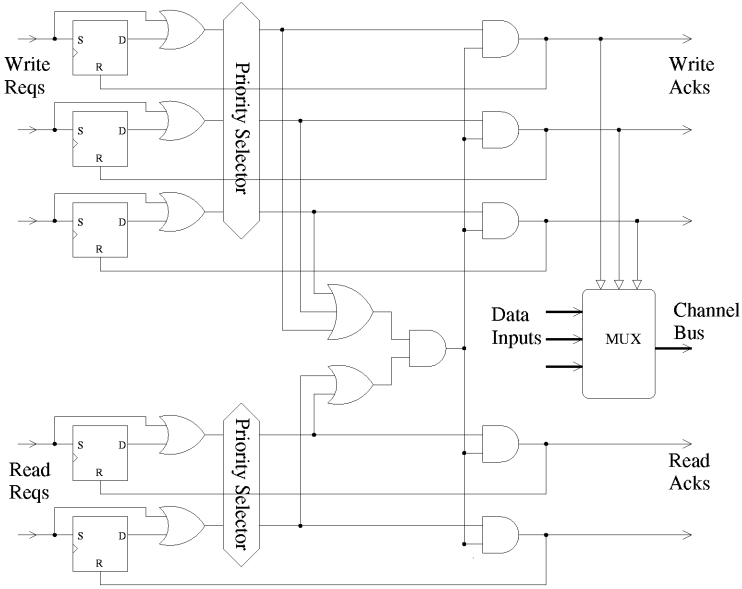 S D
R
Write
Reqs
S D
R
S D
R
Priority Selector
Write
Acks
Data
Inputs
MUX
Channel
Bus
S D
R
Read
Reqs
S D
R
Priority Selector
Read
Acks